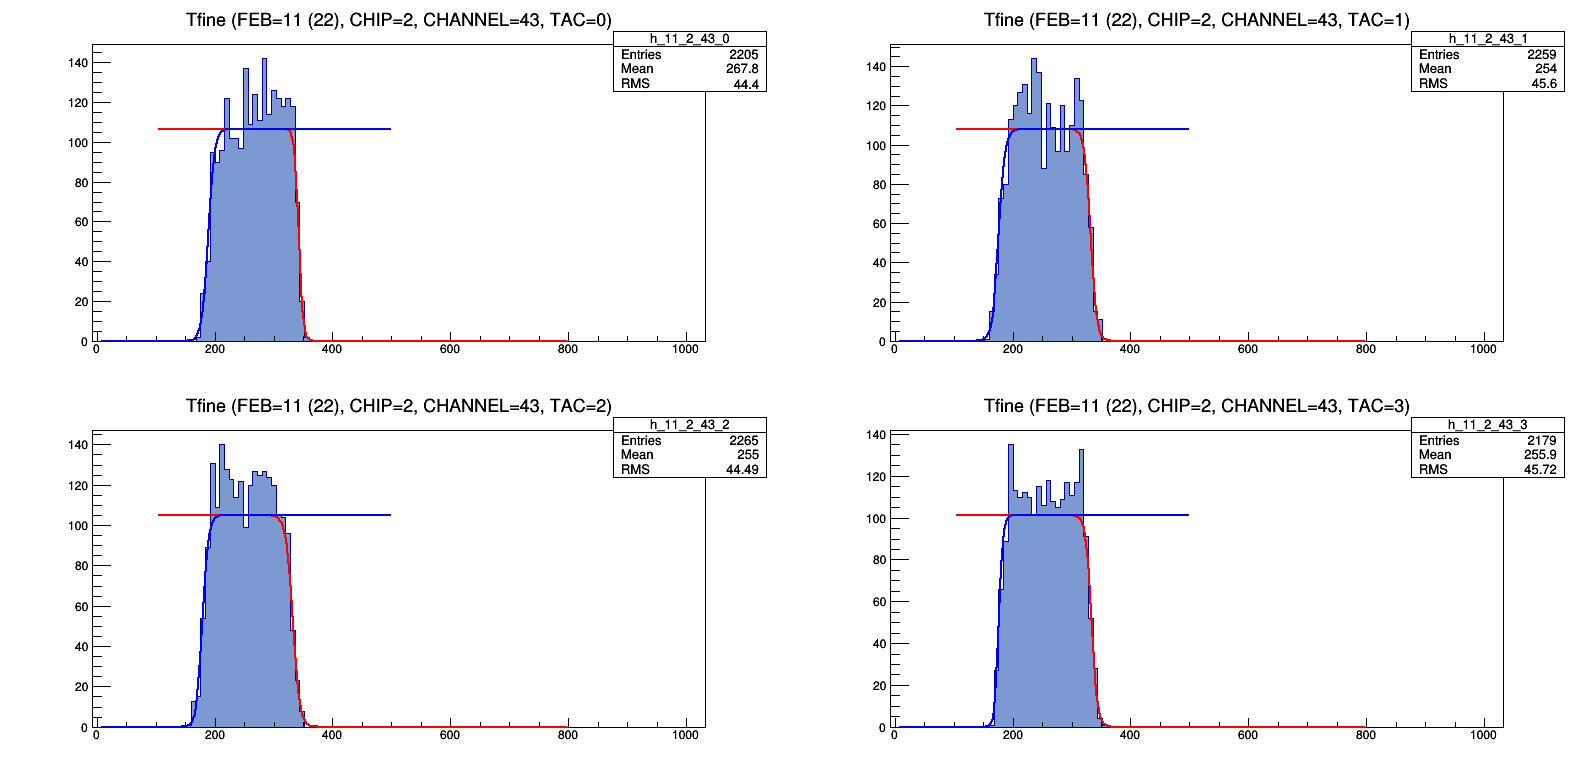 Tfine (FEB=11 (22), CHIP=2, CHANNEL=43, TAC=0)
h_11_2_43_0
Entries 2205
Mean 267.8
RMS 44.4
140
120
100
80
60
40
20
0
0 200 400 600 800 1000
Tfine (FEB=11 (22), CHIP=2, CHANNEL=43, TAC=1)
h_11_2_43_1
Entries 2259
Mean 254
RMS 45.6
140
120
100
80
60
40
20
0
0 200 400 600 800 1000
Tfine (FEB=11 (22), CHIP=2, CHANNEL=43, TAC=2)
h_11_2_43_2
Entries 2265
Mean 255
RMS 44.49
140
120
100
80
60
40
20
0
0 200 400 600 800 1000
Tfine (FEB=11 (22), CHIP=2, CHANNEL=43, TAC=3)
h_11_2_43_3
Entries 2179
Mean 255.9
RMS 45.72
140
120
100
80
60
40
20
0
0 200 400 600 800 1000